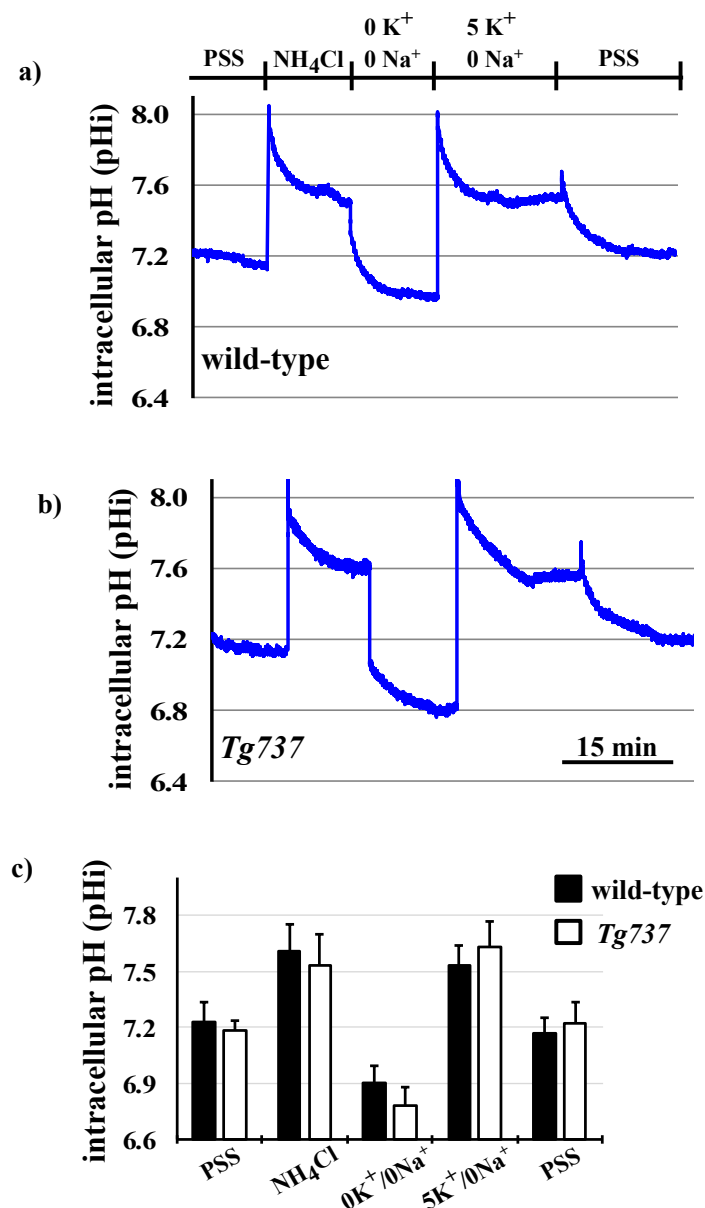 0 K⁺ 5 K⁺
a) PSS NH₄Cl 0 Na⁺ 0 Na⁺ PSS
intracellular pH (pHi)
8.0
7.6
7.2
6.8
6.4
wild-type
b)
intracellular pH (pHi)
8.0
7.6
7.2
6.8
6.4
Tg737
15 min
c)
intracellular pH (pHi)
7.8
7.5
7.2
6.9
6.6
wild-type
Tg737
PSS
NH₄Cl
0K⁺/0Na⁺
5K⁺/0Na⁺
PSS